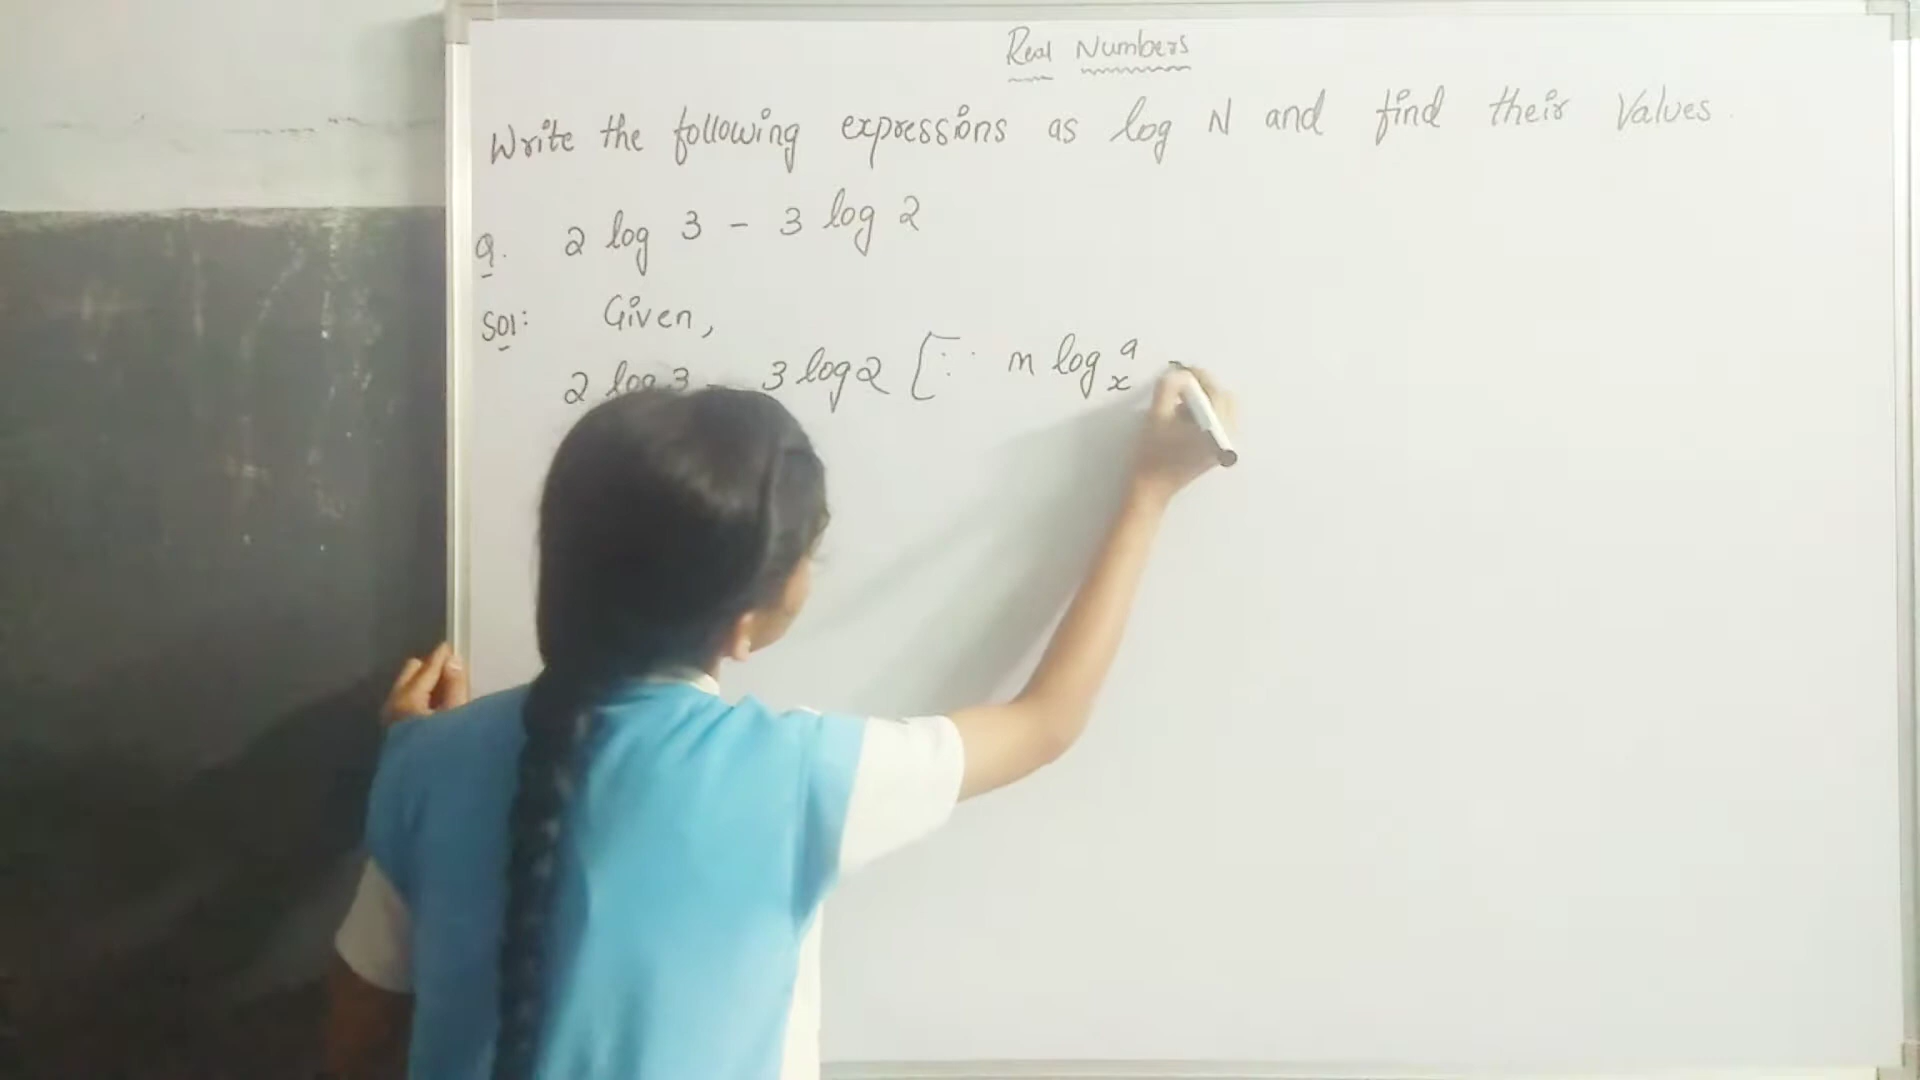 Real Numbers
Write the following expressions as log N and find their Values.
Q. 2 log 3 - 3 log 2
Sol: Given,
2 log 3 - 3 log 2 [∵ m log x a